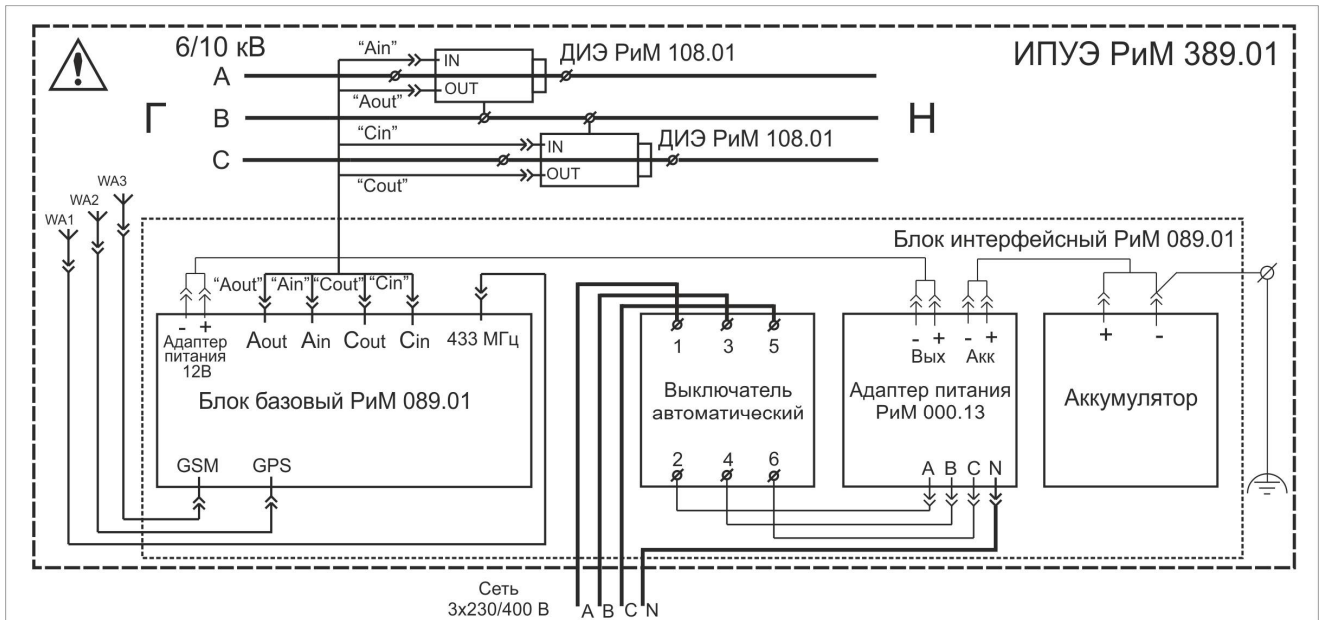 6/10 кВ
"Ain"
IN
ДИЭ РиМ 108.01
ИПУЭ РиМ 389.01
A
OUT
"Aout"
Г
B
Н
"Cin"
IN
ДИЭ РиМ 108.01
C
OUT
"Cout"
WA3
WA2
WA1
Блок интерфейсный РиМ 089.01
"Aout" "Ain" "Cout" "Cin"
- +
Адаптер
питания
12В
Aout Ain Cout Cin 433 МГц
Блок базовый РиМ 089.01
GSM GPS
1 3 5
Выключатель
автоматический
2 4 6
- + - +
Вых Акк
Адаптер питания
РиМ 000.13
A B C N
+ -
Аккумулятор
Сеть
3х230/400 В
A B C N